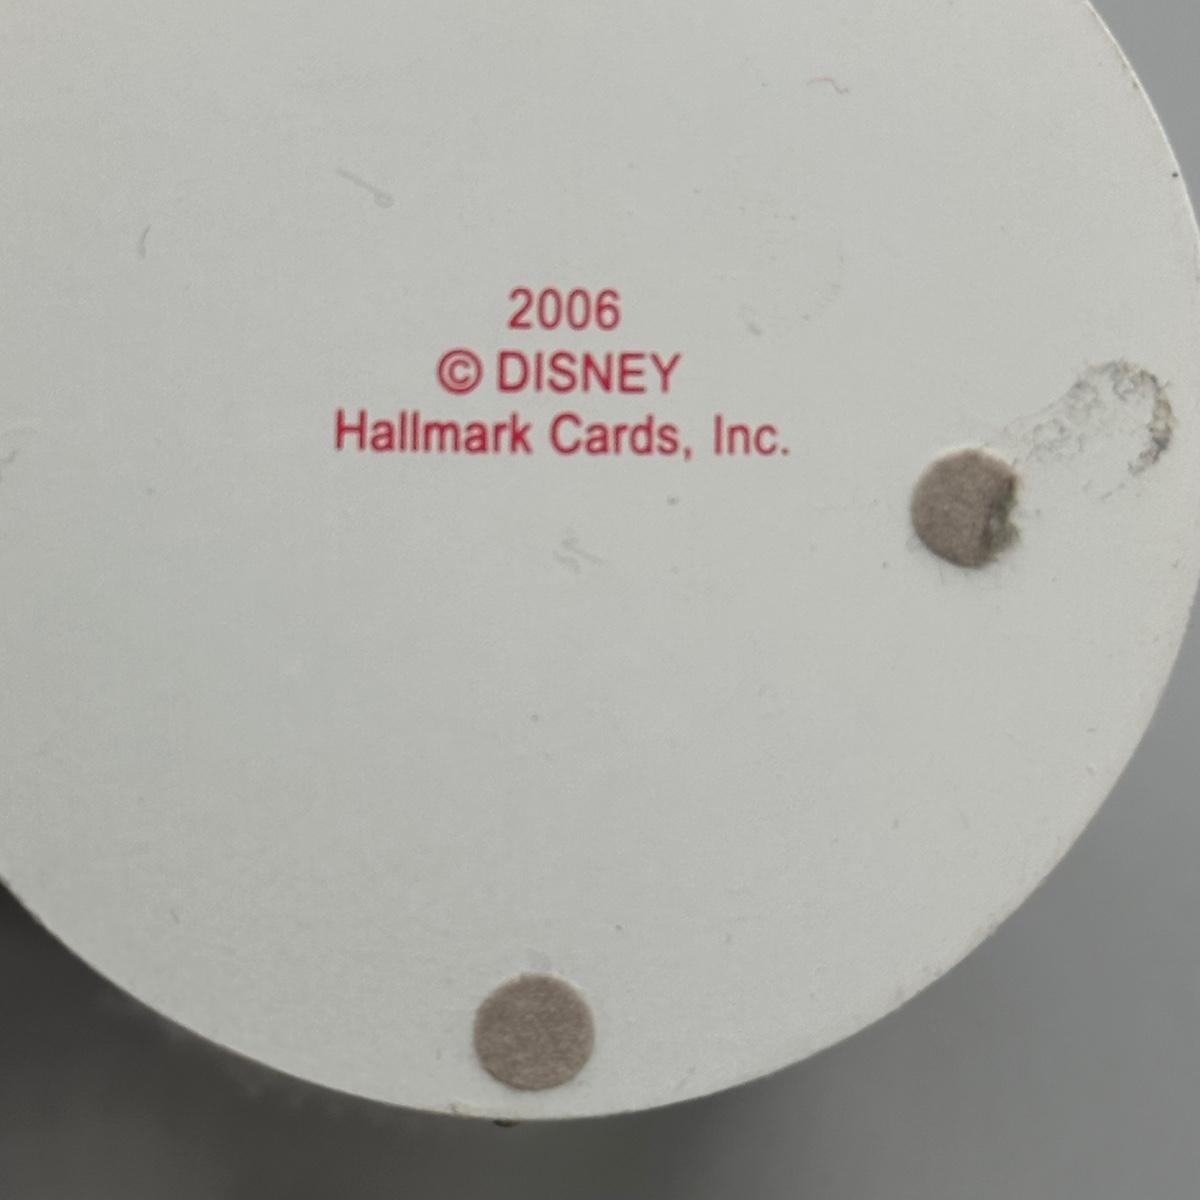 2006
© DISNEY
Hallmark Cards, Inc.